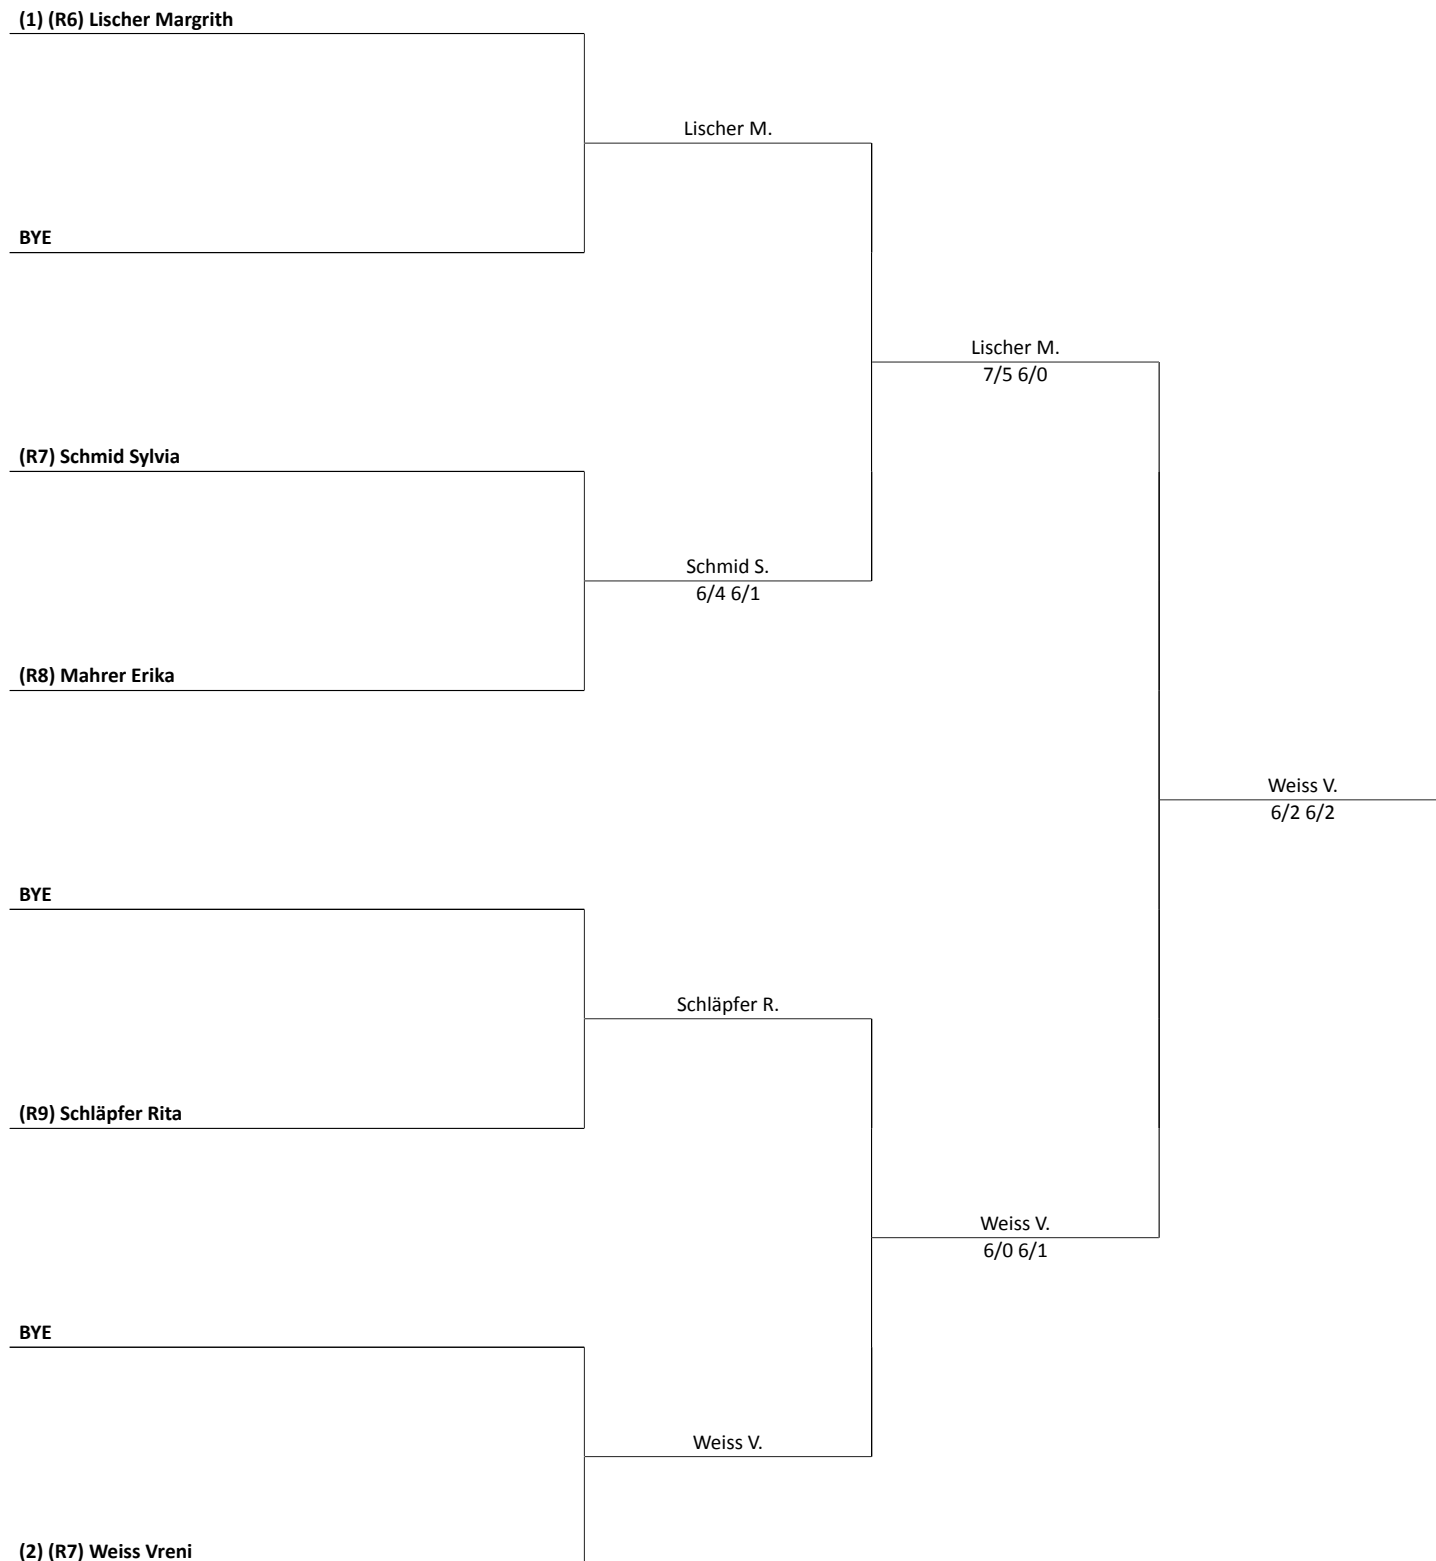 (1) (R6) Lischer Margrith
Lischer M.
BYE
Lischer M.
7/5 6/0
(R7) Schmid Sylvia
Schmid S.
6/4 6/1
(R8) Mahrer Erika
Weiss V.
6/2 6/2
BYE
Schläpfer R.
(R9) Schläpfer Rita
Weiss V.
6/0 6/1
BYE
Weiss V.
(2) (R7) Weiss Vreni